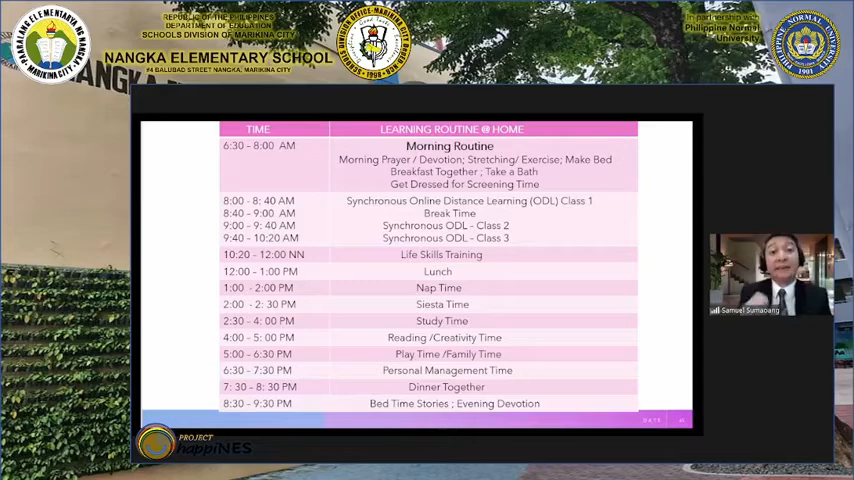 REPUBLIC OF THE PHILIPPINES
DEPARTMENT OF EDUCATION
SCHOOLS DIVISION OF MARIKINA CITY
NANGKA ELEMENTARY SCHOOL
#4 BALUBAD STREET NANGKA, MARIKINA CITY
In partnership with
Philippine Normal
University
PAARALANG ELEMENTARYA NG NANGKA
MARIKINA CITY
1998
1901
TIME LEARNING ROUTINE @ HOME
6:30 – 8:00 AM Morning Routine
Morning Prayer / Devotion; Stretching/ Exercise; Make Bed
Breakfast Together ; Take a Bath
Get Dressed for Screening Time
8:00 - 8: 40 AM Synchronous Online Distance Learning (ODL) Class 1
8:40 – 9:00 AM Break Time
9:00 – 9: 40 AM Synchronous ODL - Class 2
9:40 - 10:20 AM Synchronous ODL - Class 3
10:20 – 12:00 NN Life Skills Training
12:00 – 1:00 PM Lunch
1:00 - 2:00 PM Nap Time
2:00 – 2: 30 PM Siesta Time
2:30 – 4: 00 PM Study Time
4:00 – 5: 00 PM Reading /Creativity Time
5:00 – 6:30 PM Play Time /Family Time
6:30 – 7:30 PM Personal Management Time
7: 30 - 8:30 PM Dinner Together
8:30 – 9:30 PM Bed Time Stories ; Evening Devotion
Samuel Sumaoang
PROJECT
happiNES